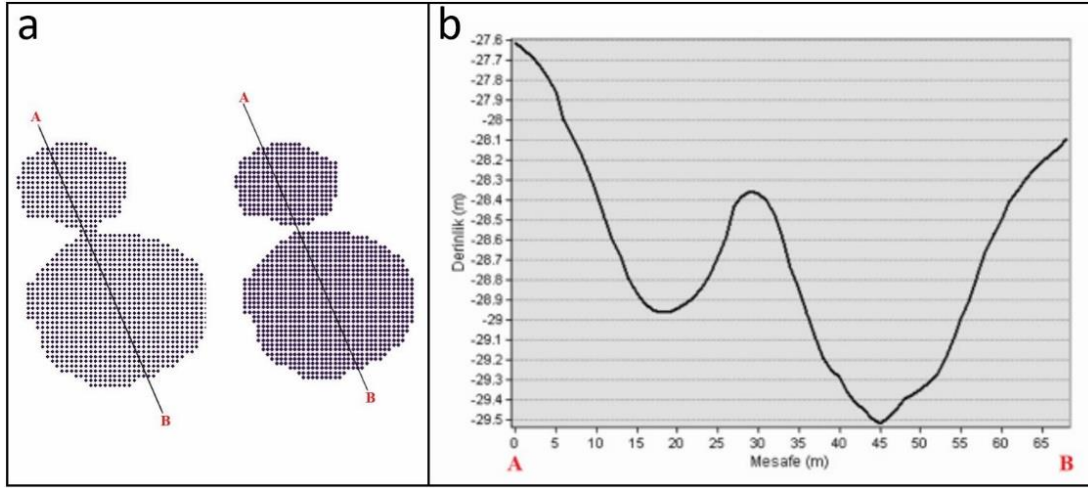 a
A
B
A
B
b
-27.6
-27.7
-27.8
-27.9
-28
-28.1
-28.2
-28.3
-28.4
-28.5
-28.6
-28.7
-28.8
-28.9
-29
-29.1
-29.2
-29.3
-29.4
-29.5
Derinlik (m)
0 5 10 15 20 25 30 35 40 45 50 55 60 65
A
Mesafe (m)
B